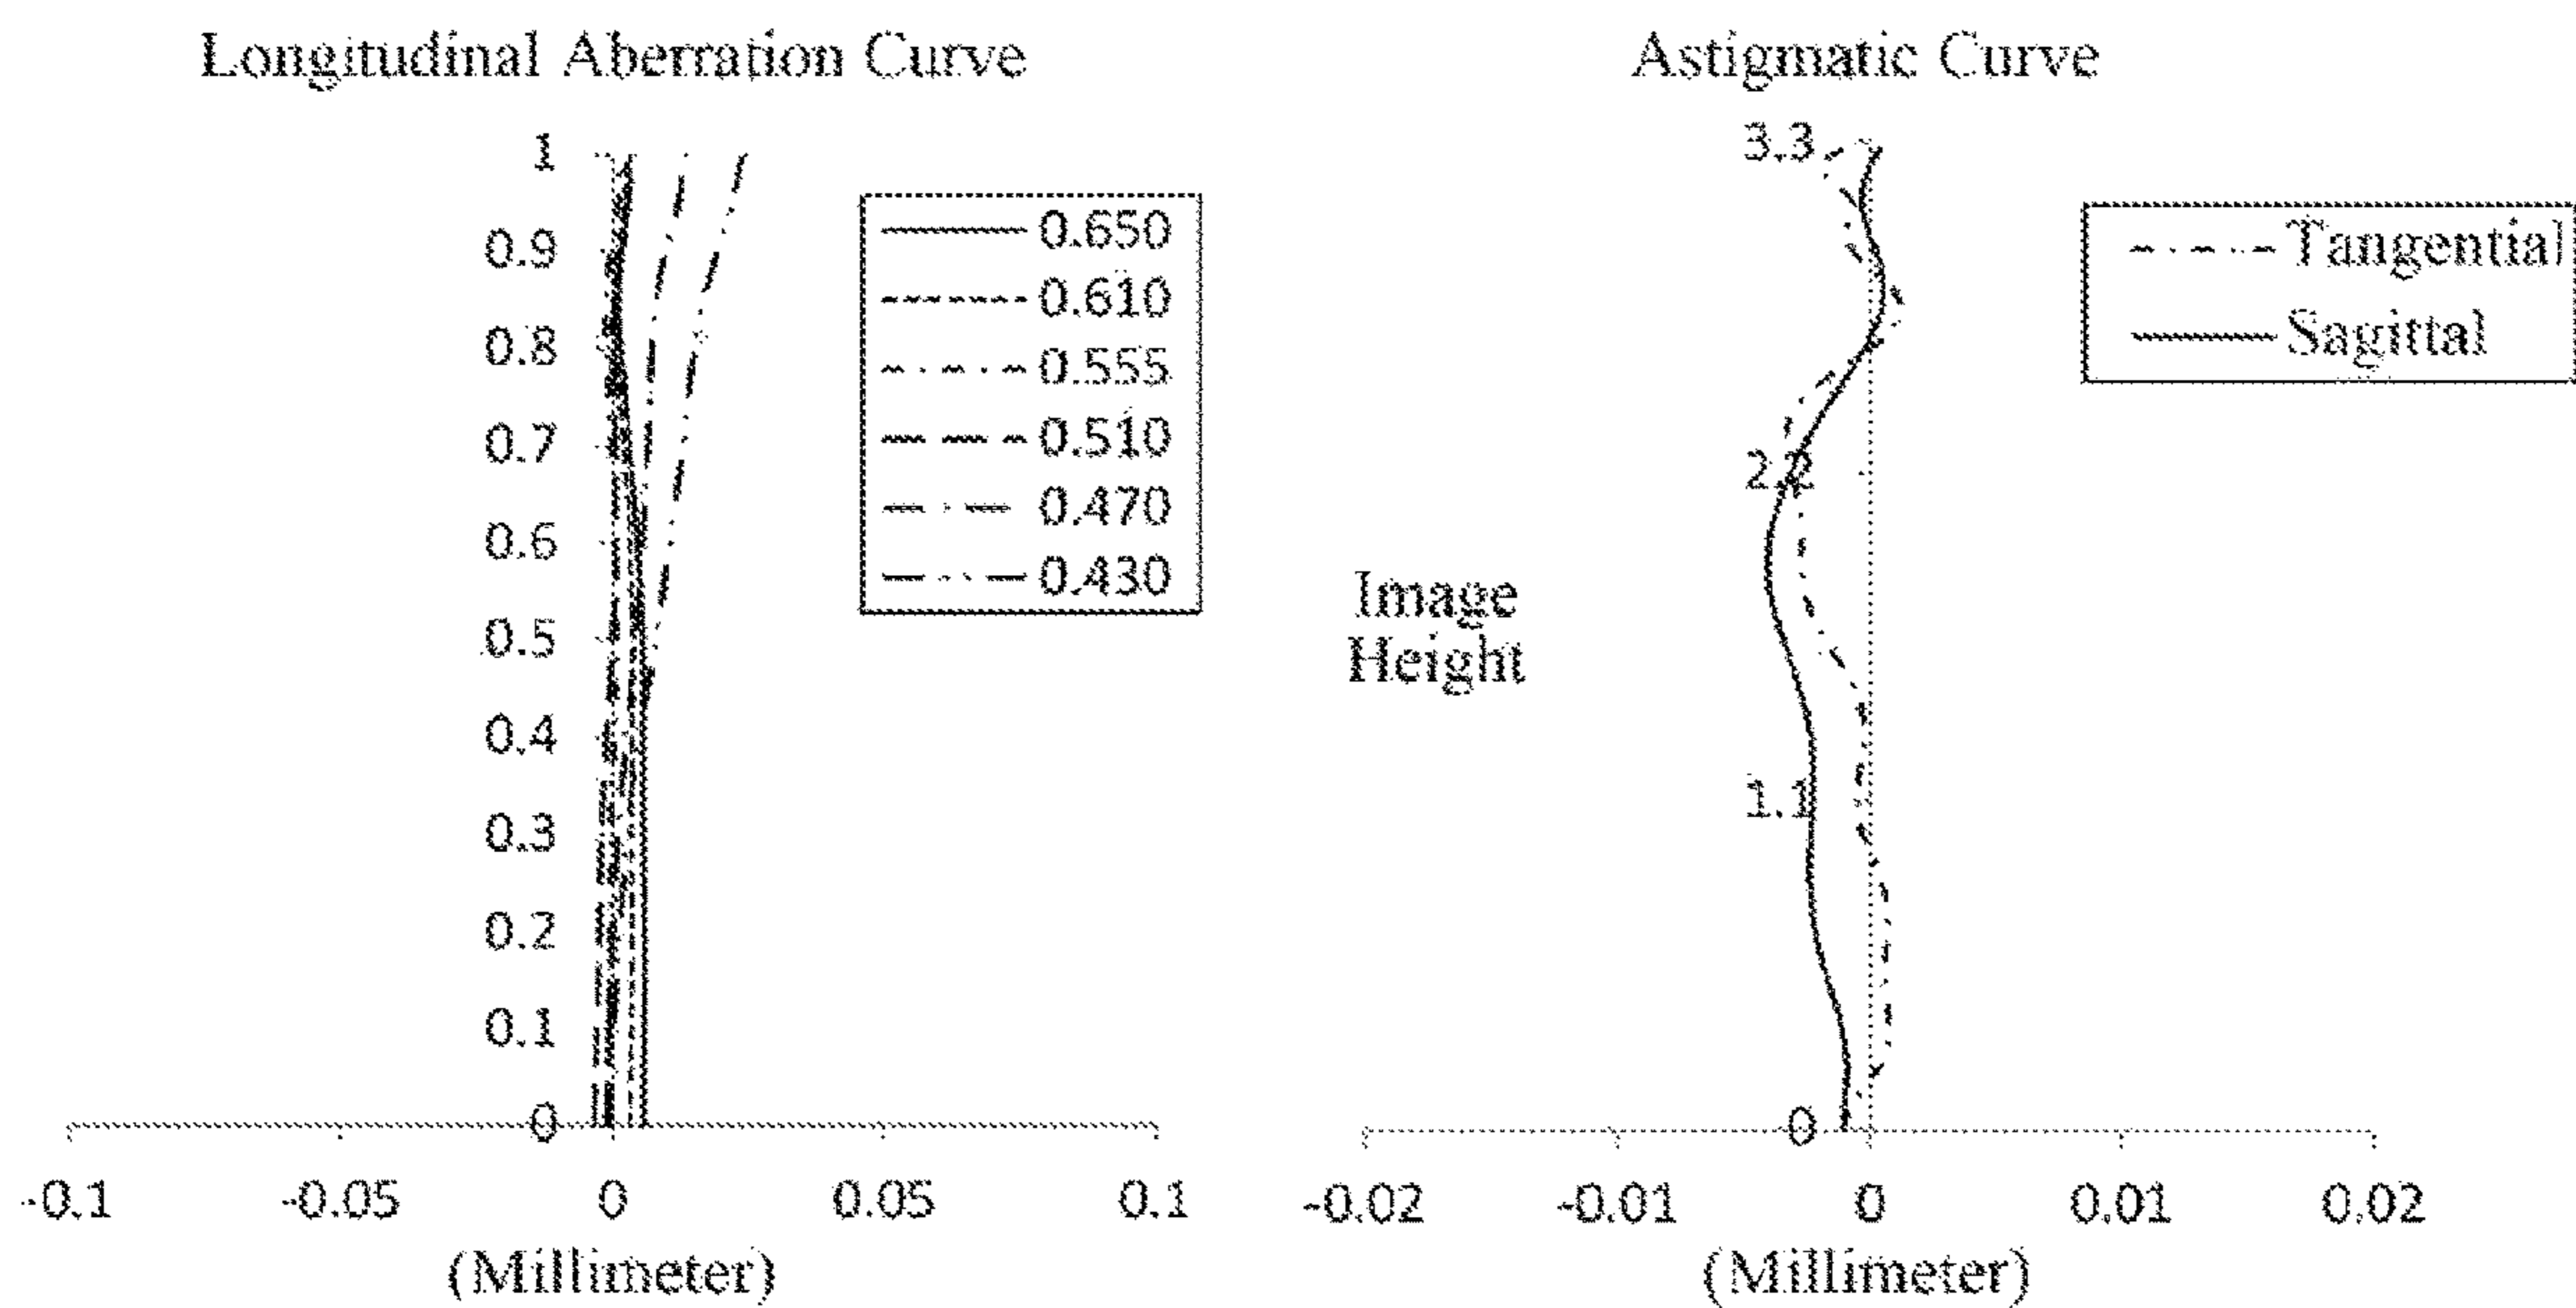 Longitudinal Aberration Curve
1
0.9
0.8
0.7
0.6
0.5
0.4
0.3
0.2
0.1
0
-0.1 -0.05 0 0.05 0.1
(Millimeter)
0.650
0.610
0.555
0.510
0.470
0.430
Astigmatic Curve
3.3
2.2
1.1
0
Image
Height
-0.02 -0.01 0 0.01 0.02
(Millimeter)
Tangential
Sagittal